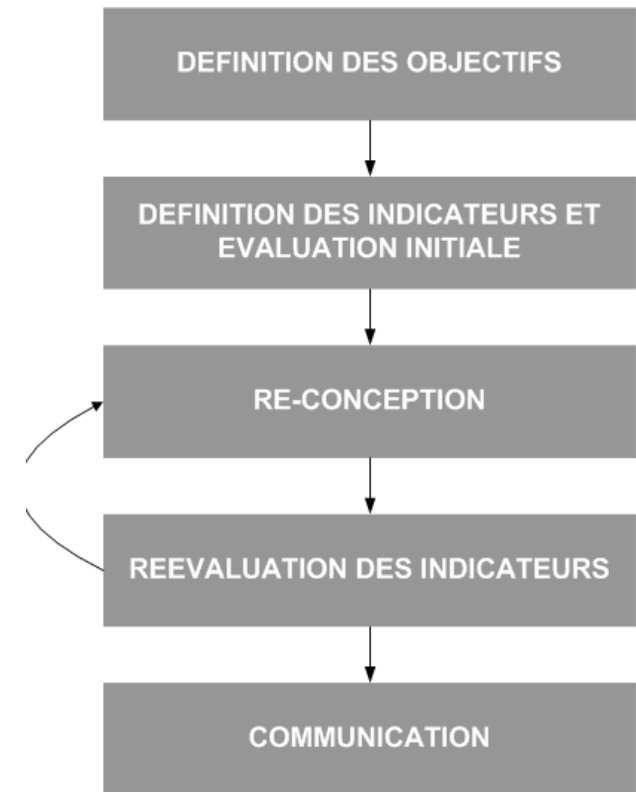 DEFINITION DES OBJECTIFS
DEFINITION DES INDICATEURS ET
EVALUATION INITIALE
RE-CONCEPTION
REEVALUATION DES INDICATEURS
COMMUNICATION